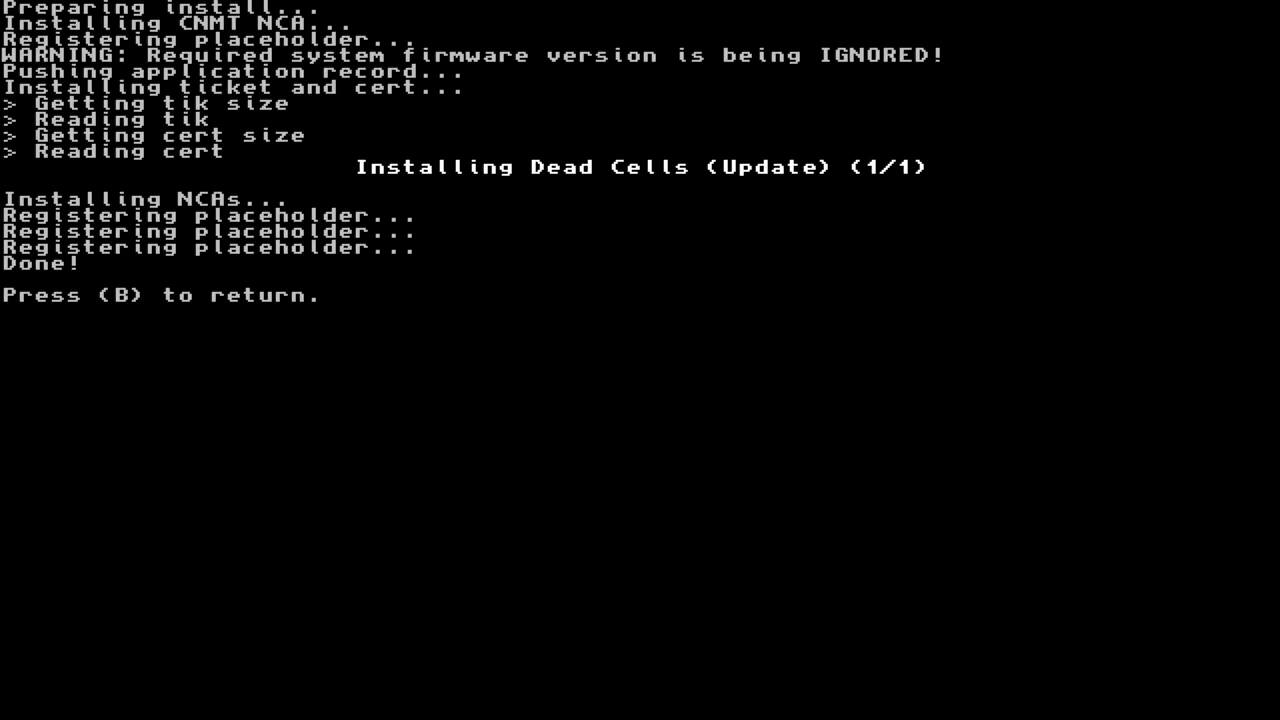 Preparing install...
Installing CNMT NCA...
Registering placeholder...
WARNING: Required system firmware version is being IGNORED!
Pushing application record...
Installing ticket and cert...
> Getting tik size
> Reading tik
> Getting cert size
> Reading cert
Installing Dead Cells (Update) (1/1)
Installing NCAs...
Registering placeholder...
Registering placeholder...
Registering placeholder...
Done!
Press (B) to return.